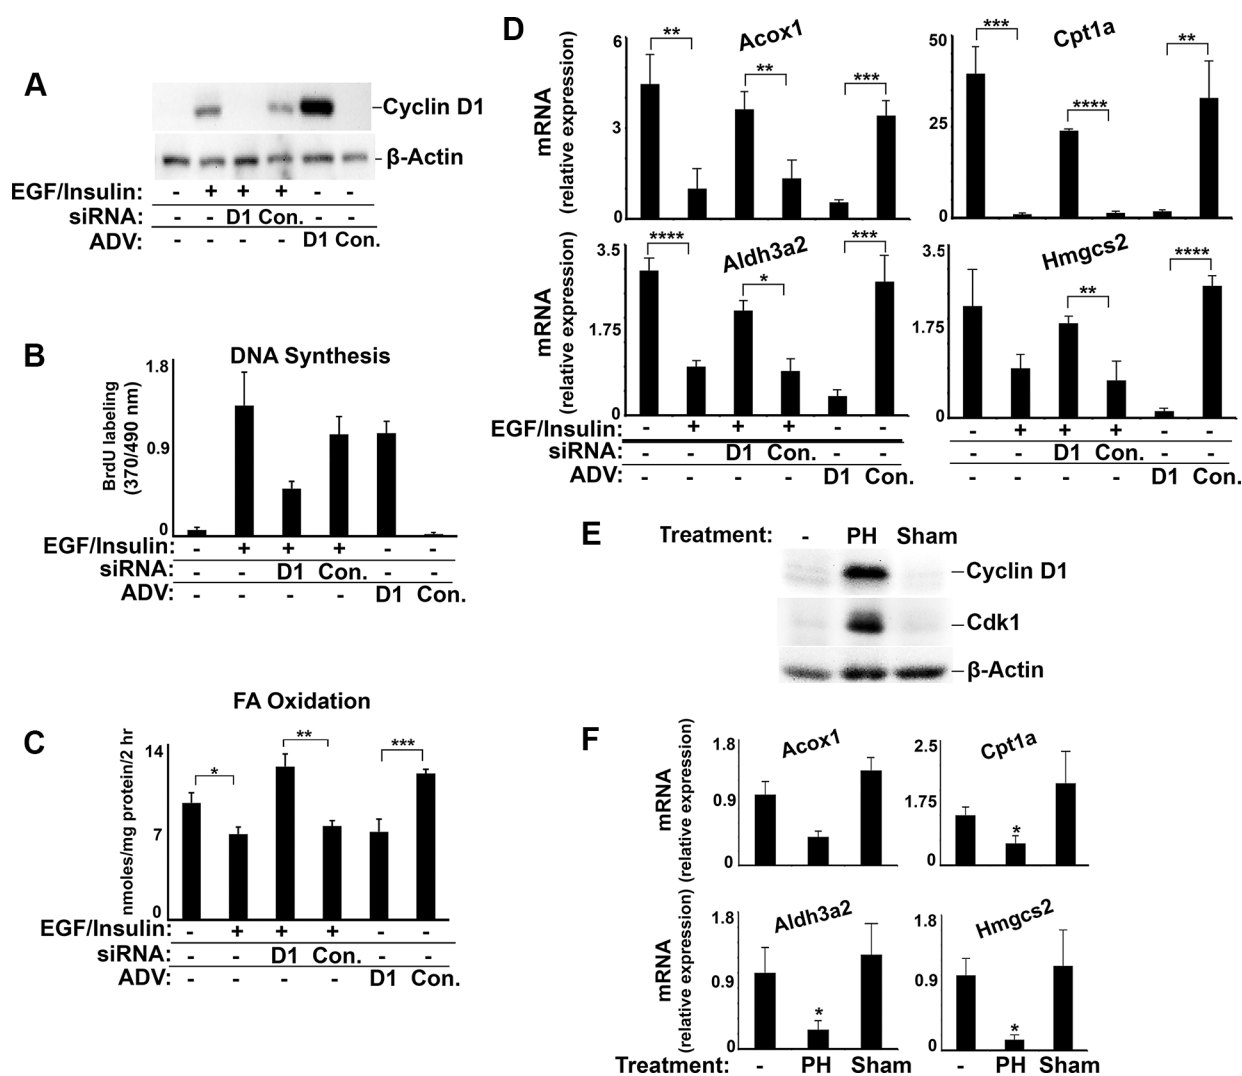 A
Cyclin D1
β-Actin
EGF/Insulin: - + + + - -
siRNA: - - D1 Con. - -
ADV: - - - - D1 Con.
B
DNA Synthesis
BrdU labeling
(370/490 nm)
1.8
0.9
0
EGF/Insulin: - + + + - -
siRNA: - - D1 Con. - -
ADV: - - - - D1 Con.
C
FA Oxidation
nmoles/mg protein/2 hr
14
7
0
* ** ***
EGF/Insulin: - + + + - -
siRNA: - - D1 Con. - -
ADV: - - - - D1 Con.
D
mRNA
(relative expression)
Acox1
6
3
0
** ** ***
Cpt1a
50
25
0
*** **** **
mRNA
(relative expression)
Aldh3a2
3.5
1.75
0
**** * ***
Hmgcs2
3.5
1.75
0
** ****
EGF/Insulin: - + + + - - - + + + - -
siRNA: - - D1 Con. - - - - D1 Con. - -
ADV: - - - - D1 Con. - - - - D1 Con.
E
Treatment: - PH Sham
Cyclin D1
Cdk1
β-Actin
F
mRNA
(relative expression)
Acox1
1.8
0.9
0
Cpt1a
2.5
1.75
0
*
mRNA
(relative expression)
Aldh3a2
1.8
0.9
0
*
Hmgcs2
1.8
0.9
0
*
Treatment: - PH Sham - PH Sham